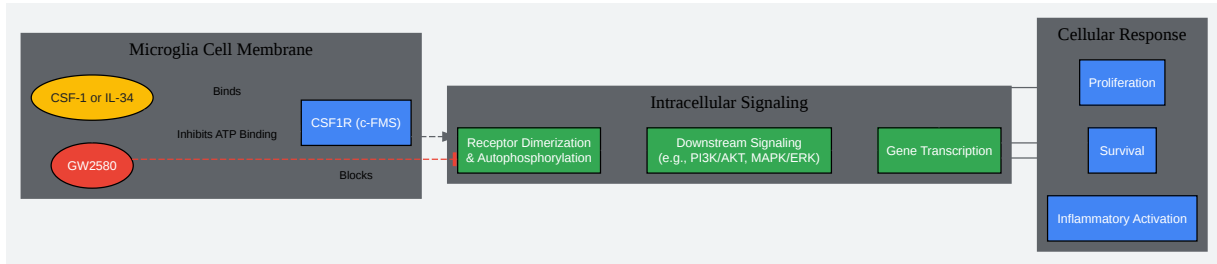 Microglia Cell Membrane
CSF-1 or IL-34
Binds
CSF1R (c-FMS)
Inhibits ATP Binding
GW2580
Blocks
Intracellular Signaling
Receptor Dimerization
& Autophosphorylation
Downstream Signaling
(e.g., PI3K/AKT, MAPK/ERK)
Gene Transcription
Cellular Response
Proliferation
Survival
Inflammatory Activation